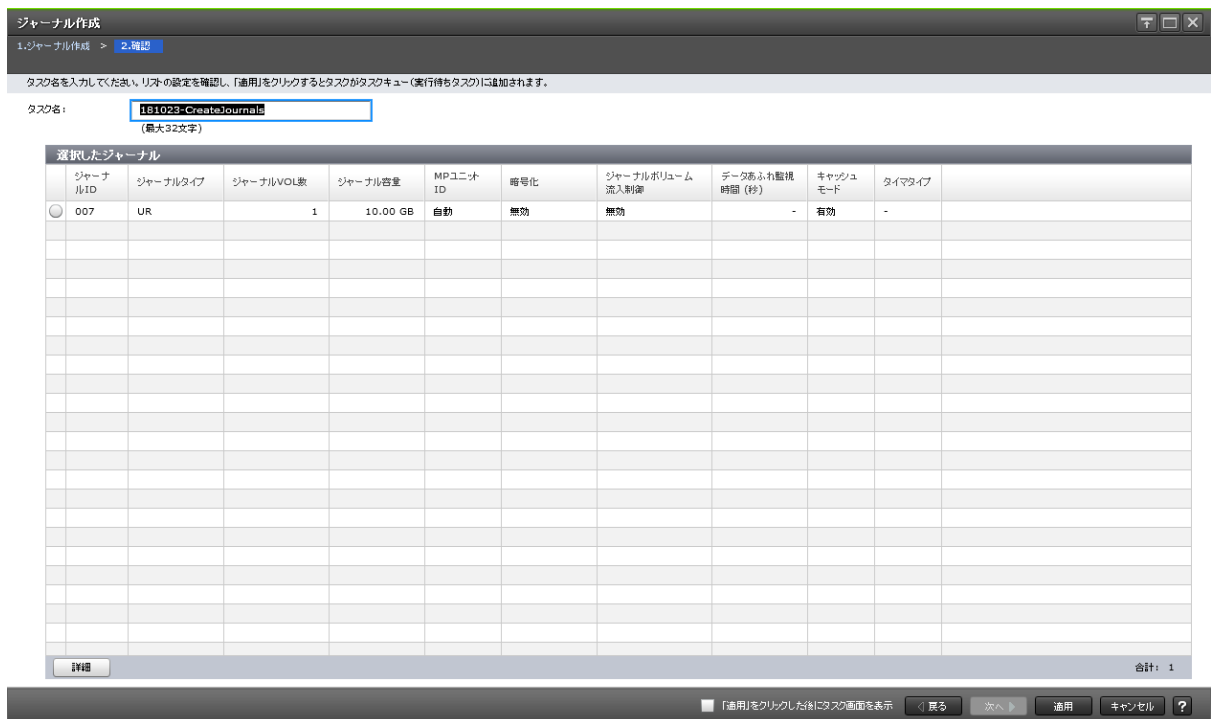 ジャーナル作成
1.ジャーナル作成 > 2.確認
タスク名を入力してください。リストの設定を確認し、「適用」をクリックするとタスクがタスクキュー(実行待ちタスク)に追加されます。
タスク名: 181023-CreateJournals
(最大32文字)
選択したジャーナル
ジャーナルID ジャーナルタイプ ジャーナルVOL数 ジャーナル容量 MPユニットID 暗号化 ジャーナルボリューム流入制御 データあふれ監視時間 (秒) キャッシュモード タイマタイプ
007 UR 1 10.00 GB 自動 無効 無効 - 有効 -
詳細 合計: 1
「適用」をクリックした後にタスク画面を表示 戻る 次へ 適用 キャンセル ?